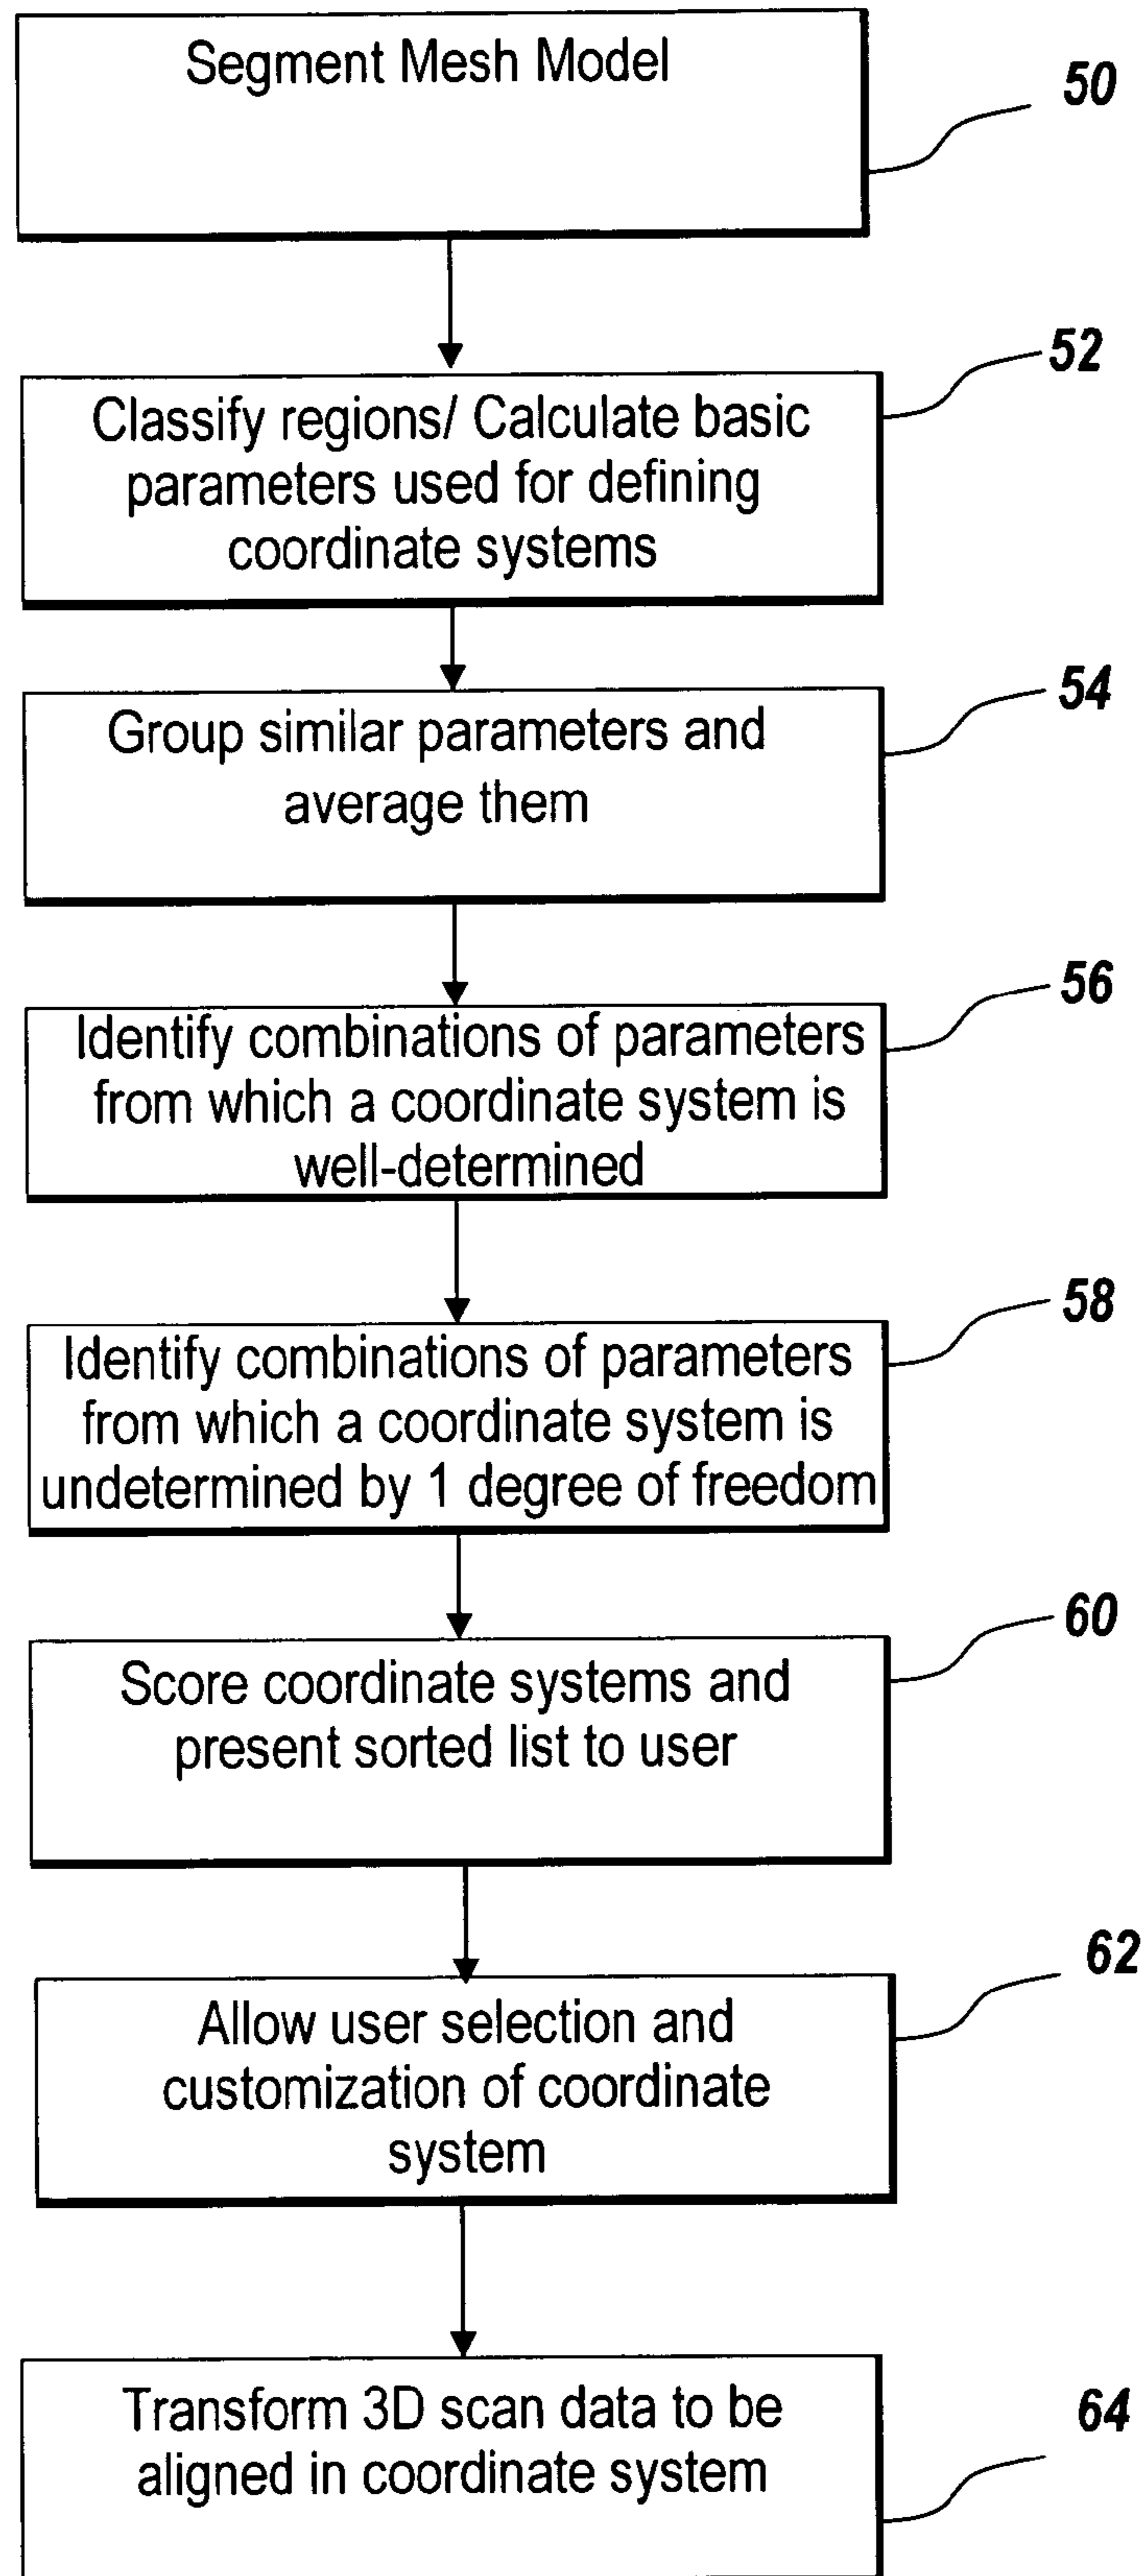 Segment Mesh Model
50
52
Classify regions/ Calculate basic
parameters used for defining
coordinate systems
54
Group similar parameters and
average them
56
Identify combinations of parameters
from which a coordinate system is
well-determined
58
Identify combinations of parameters
from which a coordinate system is
undetermined by 1 degree of freedom
60
Score coordinate systems and
present sorted list to user
62
Allow user selection and
customization of coordinate
system
64
Transform 3D scan data to be
aligned in coordinate system